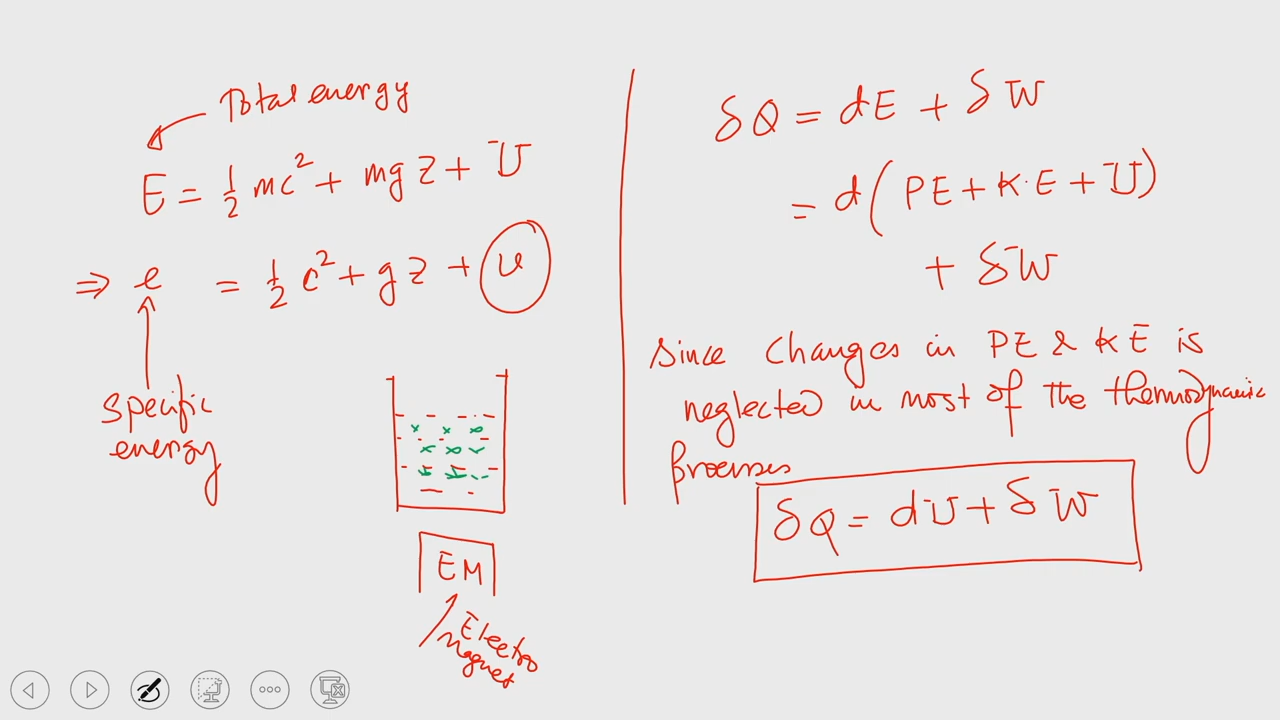 Total energy
E = 1/2 mc² + mgz + U
⇒ e = 1/2 c² + gz + u
Specific
energy
EM
Electro
magnet
δQ = dE + δW
= d(PE + K.E + U)
+ δW
Since changes in PE & KE is
neglected in most of the thermodynamic
processes
δQ = dU + δW